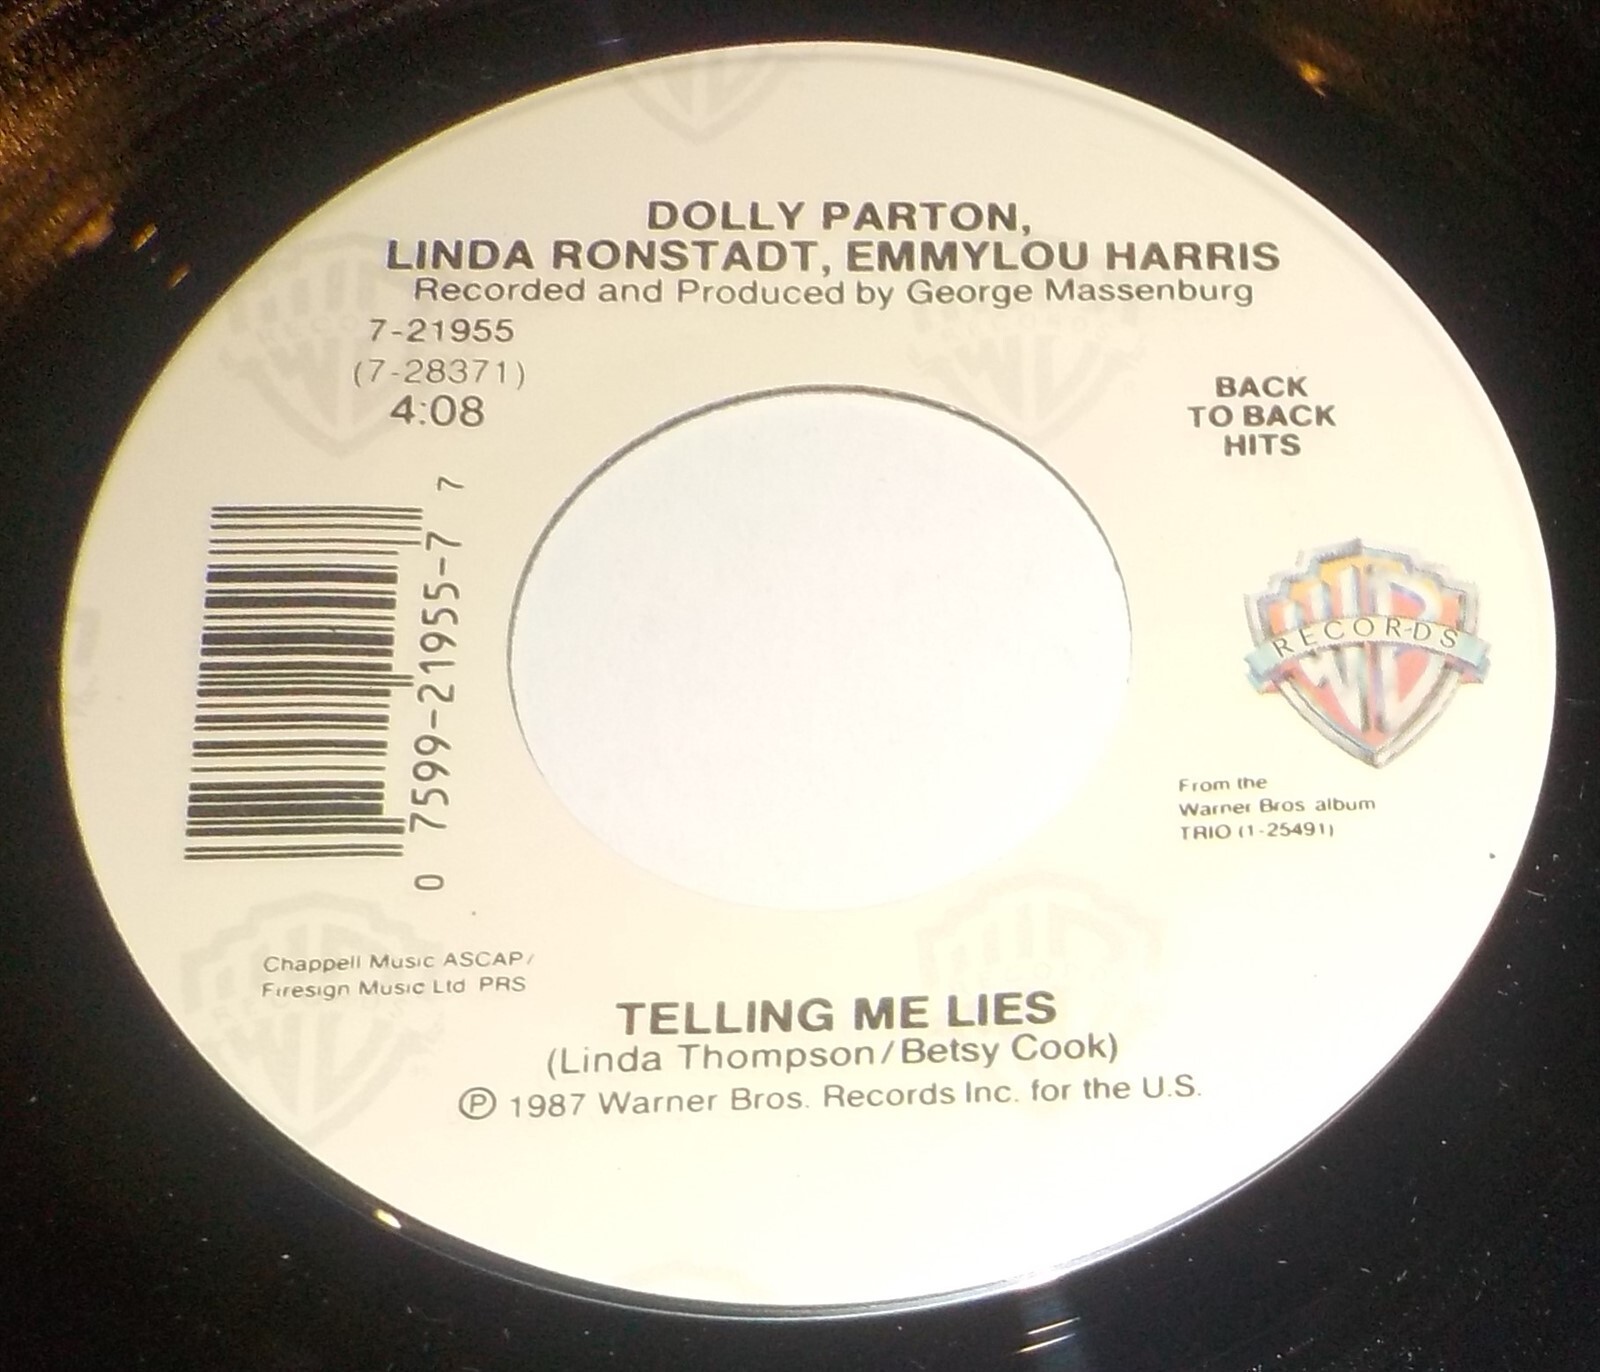 DOLLY PARTON,
LINDA RONSTADT, EMMYLOU HARRIS
Recorded and Produced by George Massenburg
7-21955
(7-28371)
4:08
BACK
TO BACK
HITS
7
0 7599-21955-7
RECORDS
From the
Warner Bros album
TRIO (1-25491)
Chappell Music ASCAP/
Firesign Music Ltd PRS
TELLING ME LIES
(Linda Thompson/Betsy Cook)
Ⓟ 1987 Warner Bros. Records Inc. for the U.S.